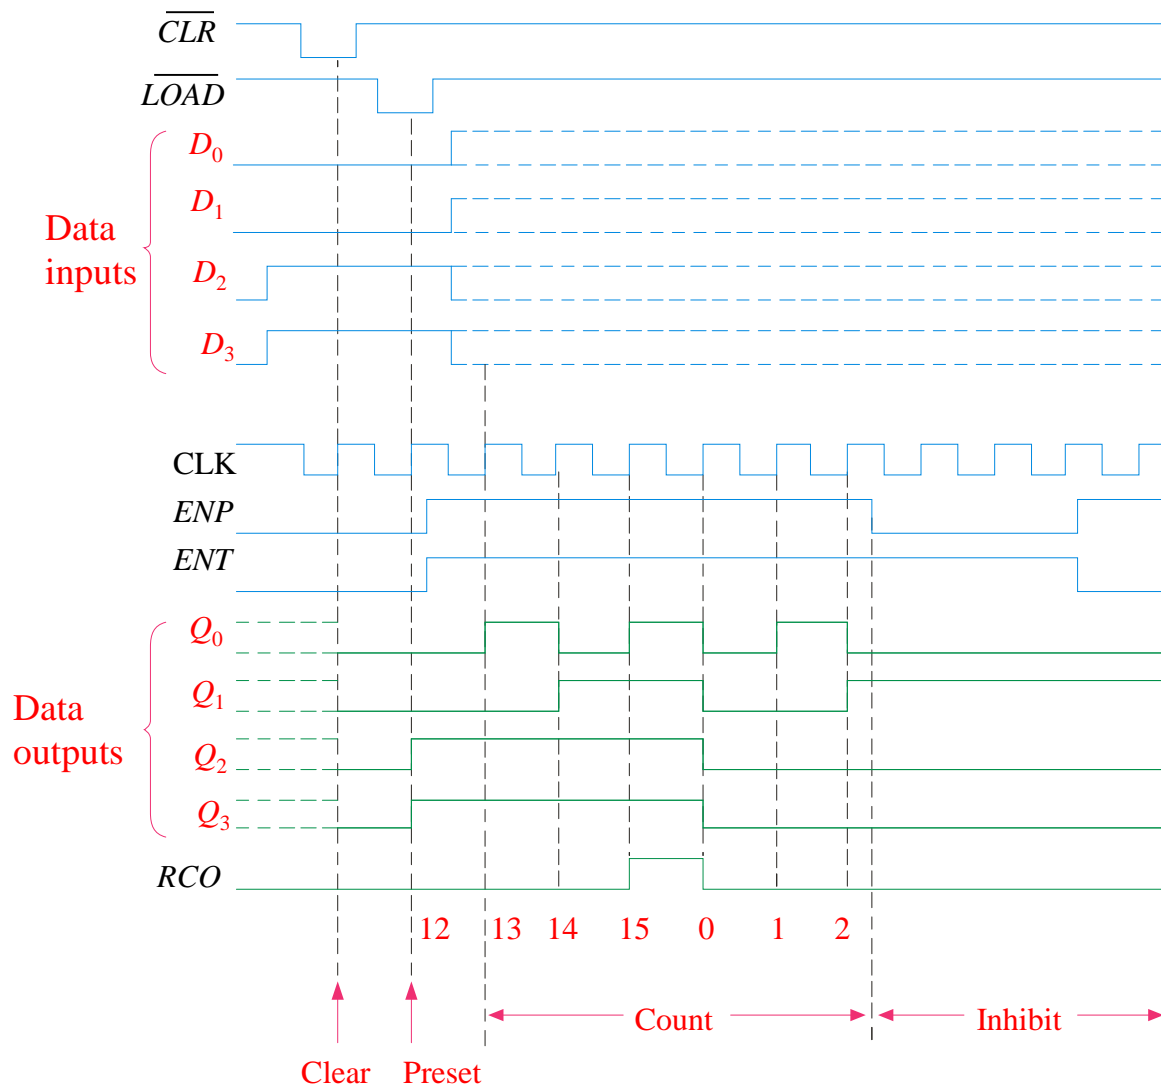 CLR
LOAD
D0
D1
Data
inputs
D2
D3
CLK
ENP
ENT
Q0
Q1
Data
outputs
Q2
Q3
RCO
12 13 14 15 0 1 2
Count Inhibit
Clear Preset